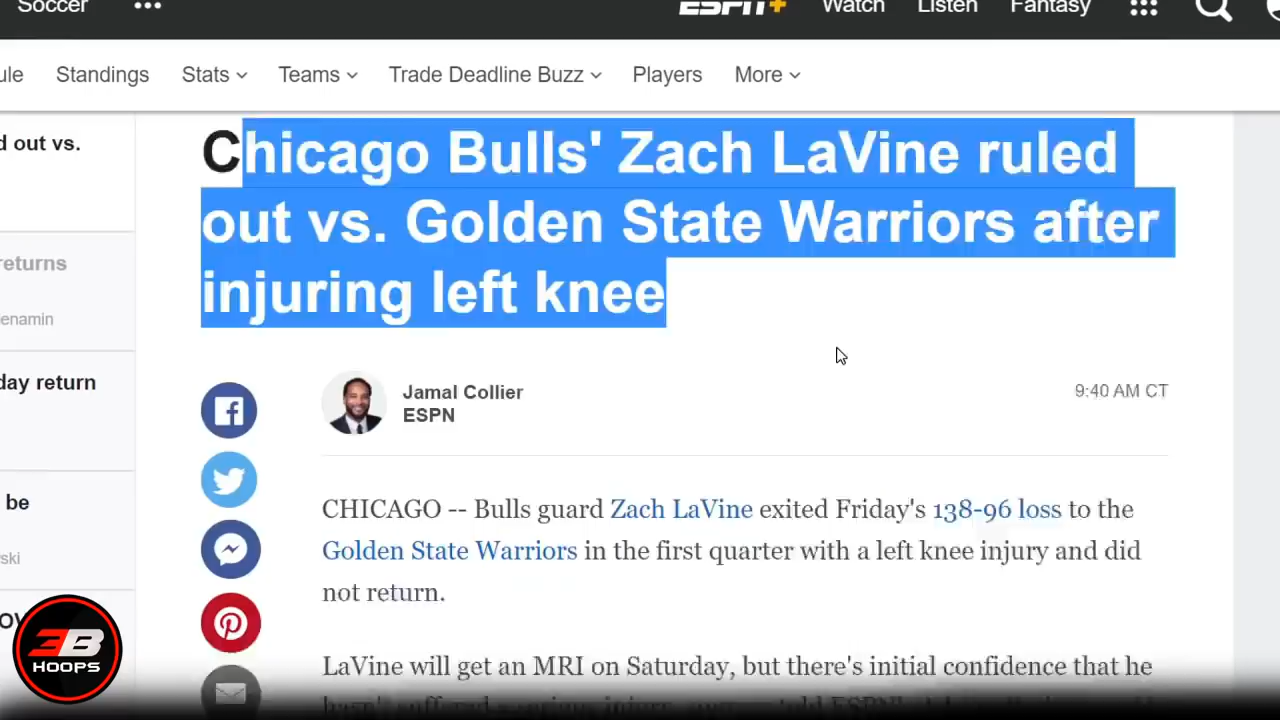 Soccer
ESPN+ Watch Listen Fantasy
ule Standings Stats Teams Trade Deadline Buzz Players More
d out vs.
returns
enamin
day return
be
ski
Chicago Bulls' Zach LaVine ruled
out vs. Golden State Warriors after
injuring left knee
Jamal Collier
ESPN
9:40 AM CT
CHICAGO -- Bulls guard Zach LaVine exited Friday's 138-96 loss to the
Golden State Warriors in the first quarter with a left knee injury and did
not return.
LaVine will get an MRI on Saturday, but there's initial confidence that he
3B
HOOPS